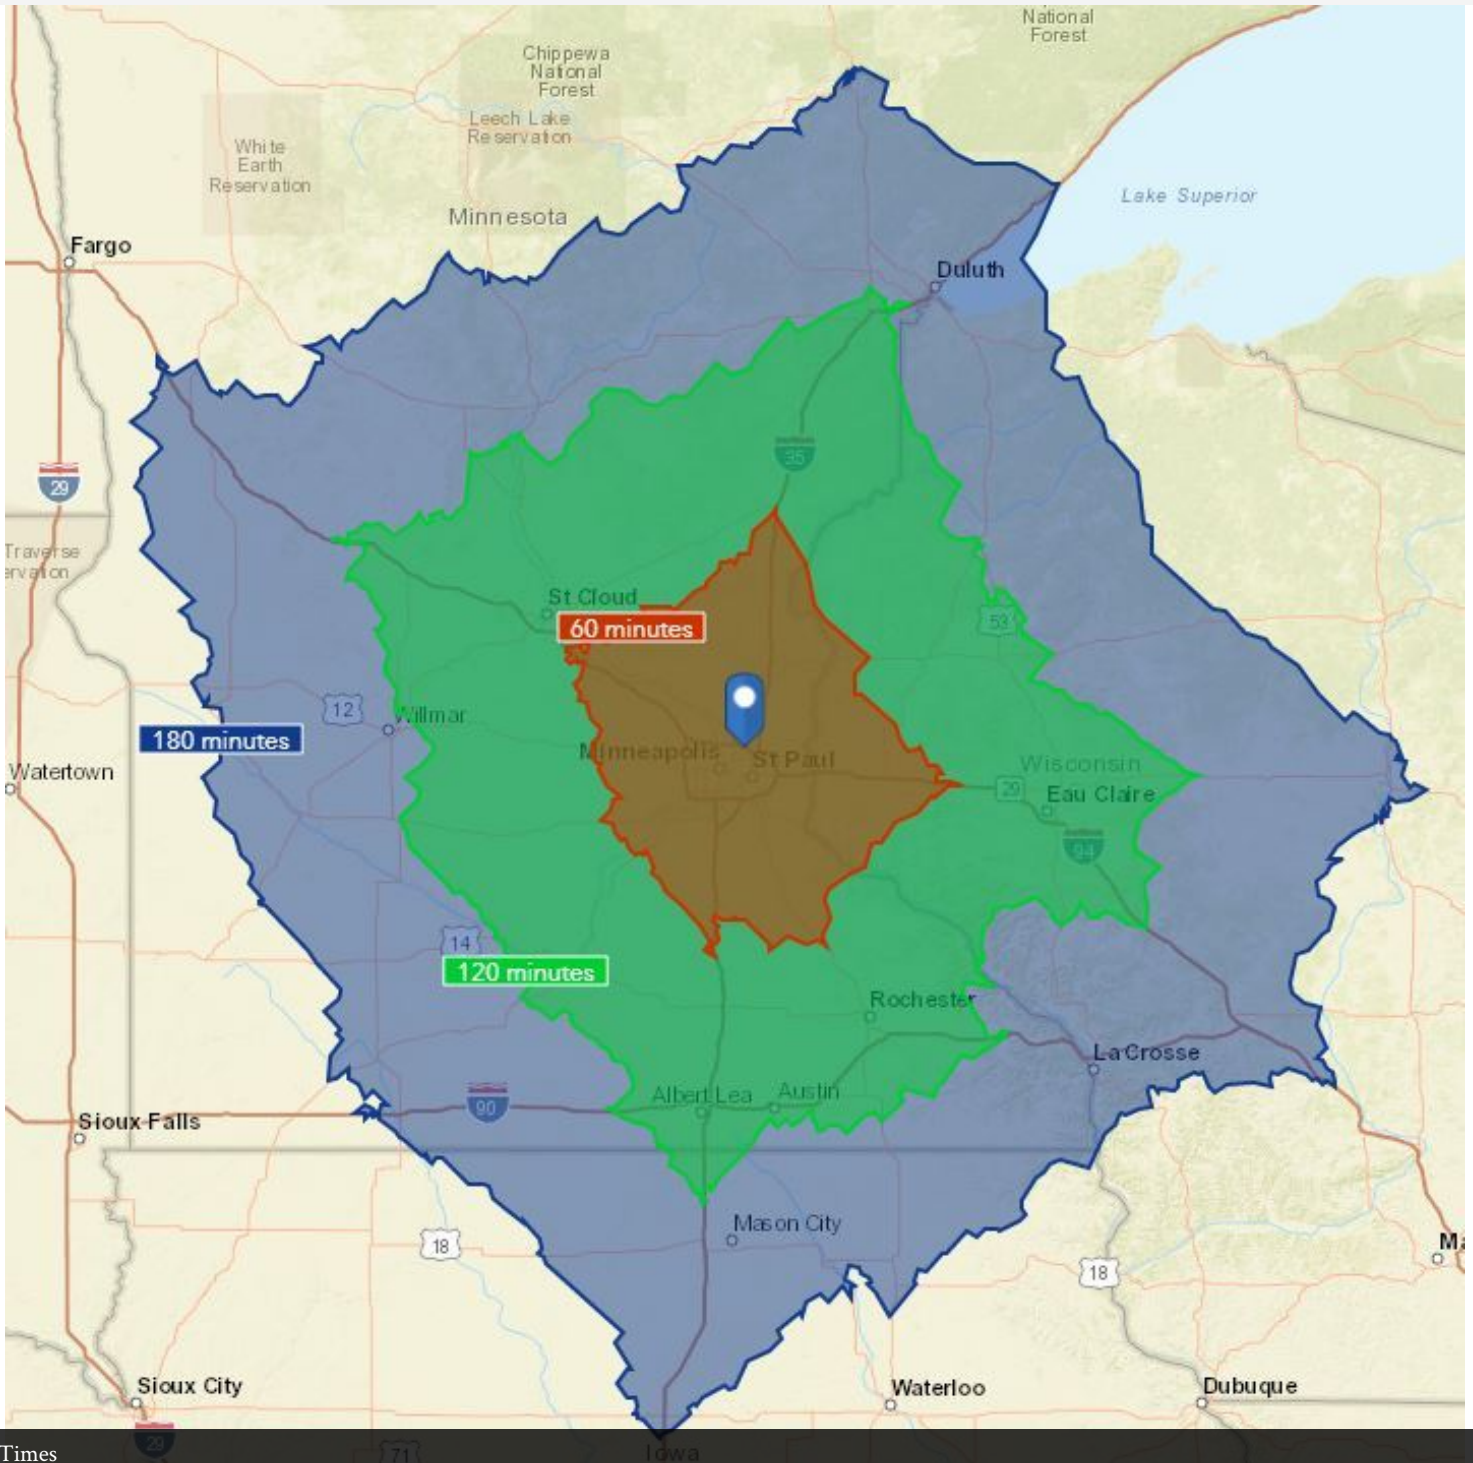 National
Forest
Chippewa
National
Forest
Leech Lake
Reservation
White
Earth
Reservation
Lake Superior
Minnesota
Fargo
Duluth
35
29
Traverse
ervation
St Cloud
60 minutes
53
12
Willmar
180 minutes
Minneapolis
St Paul
Wisconsin
Watertown
29
Eau Claire
94
14
120 minutes
Rochester
La Crosse
Albert Lea
Austin
90
Sioux Falls
Mason City
18
Ma
18
Sioux City
Waterloo
Dubuque
29
71
Iowa
Times